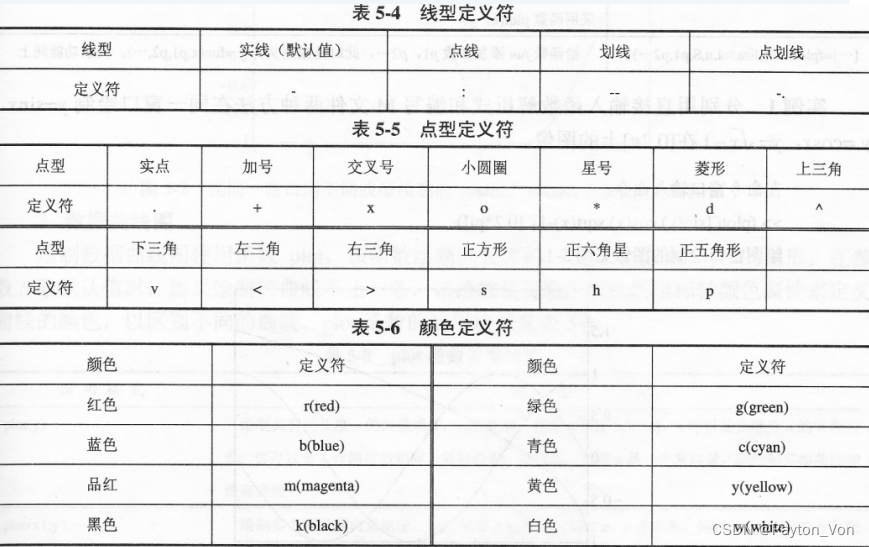 表 5-4 线型定义符
线型 实线（默认值） 点线 划线 点划线
定义符 - : -- -.
表 5-5 点型定义符
点型 实点 加号 交叉号 小圆圈 星号 菱形 上三角
定义符 . + x o * d ^
点型 下三角 左三角 右三角 正方形 正六角星 正五角形
定义符 v > s h p
表 5-6 颜色定义符
颜色 定义符 颜色 定义符
红色 r(red) 绿色 g(green)
蓝色 b(blue) 青色 c(cyan)
品红 m(magenta) 黄色 y(yellow)
黑色 k(black) 白色 w(white)
CSDN @Peyton_Von